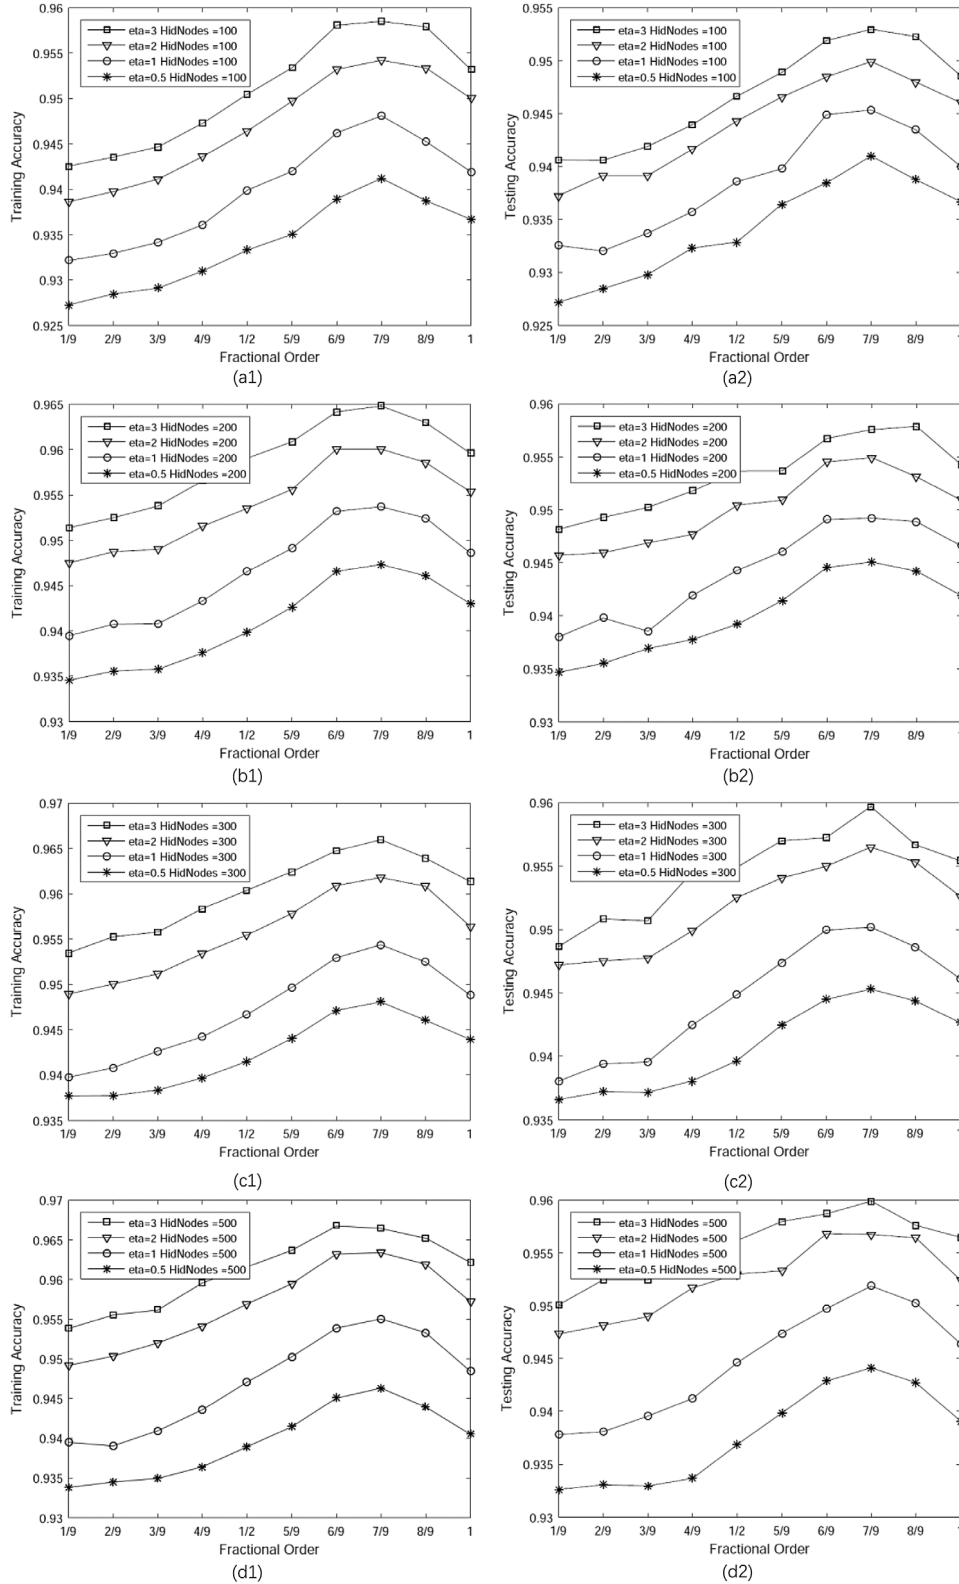 0.96
0.955
0.95
0.945
0.94
0.935
0.93
0.925
Training Accuracy
eta=3 HidNodes =100
eta=2 HidNodes =100
eta=1 HidNodes =100
eta=0.5 HidNodes =100
1/9 2/9 3/9 4/9 1/2 5/9 6/9 7/9 8/9 1
Fractional Order
(a1)
0.955
0.95
0.945
0.94
0.935
0.93
0.925
Testing Accuracy
eta=3 HidNodes =100
eta=2 HidNodes =100
eta=1 HidNodes =100
eta=0.5 HidNodes =100
1/9 2/9 3/9 4/9 1/2 5/9 6/9 7/9 8/9 1
Fractional Order
(a2)
0.965
0.96
0.955
0.95
0.945
0.94
0.935
0.93
Training Accuracy
eta=3 HidNodes =200
eta=2 HidNodes =200
eta=1 HidNodes =200
eta=0.5 HidNodes =200
1/9 2/9 3/9 4/9 1/2 5/9 6/9 7/9 8/9 1
Fractional Order
(b1)
0.96
0.955
0.95
0.945
0.94
0.935
0.93
Testing Accuracy
eta=3 HidNodes =200
eta=2 HidNodes =200
eta=1 HidNodes =200
eta=0.5 HidNodes =200
1/9 2/9 3/9 4/9 1/2 5/9 6/9 7/9 8/9 1
Fractional Order
(b2)
0.97
0.965
0.96
0.955
0.95
0.945
0.94
0.935
Training Accuracy
eta=3 HidNodes =300
eta=2 HidNodes =300
eta=1 HidNodes =300
eta=0.5 HidNodes =300
1/9 2/9 3/9 4/9 1/2 5/9 6/9 7/9 8/9 1
Fractional Order
(c1)
0.96
0.955
0.95
0.945
0.94
0.935
Testing Accuracy
eta=3 HidNodes =300
eta=2 HidNodes =300
eta=1 HidNodes =300
eta=0.5 HidNodes =300
1/9 2/9 3/9 4/9 1/2 5/9 6/9 7/9 8/9 1
Fractional Order
(c2)
0.97
0.965
0.96
0.955
0.95
0.945
0.94
0.935
0.93
Training Accuracy
eta=3 HidNodes =500
eta=2 HidNodes =500
eta=1 HidNodes =500
eta=0.5 HidNodes =500
1/9 2/9 3/9 4/9 1/2 5/9 6/9 7/9 8/9 1
Fractional Order
(d1)
0.96
0.955
0.95
0.945
0.94
0.935
0.93
Testing Accuracy
eta=3 HidNodes =500
eta=2 HidNodes =500
eta=1 HidNodes =500
eta=0.5 HidNodes =500
1/9 2/9 3/9 4/9 1/2 5/9 6/9 7/9 8/9 1
Fractional Order
(d2)